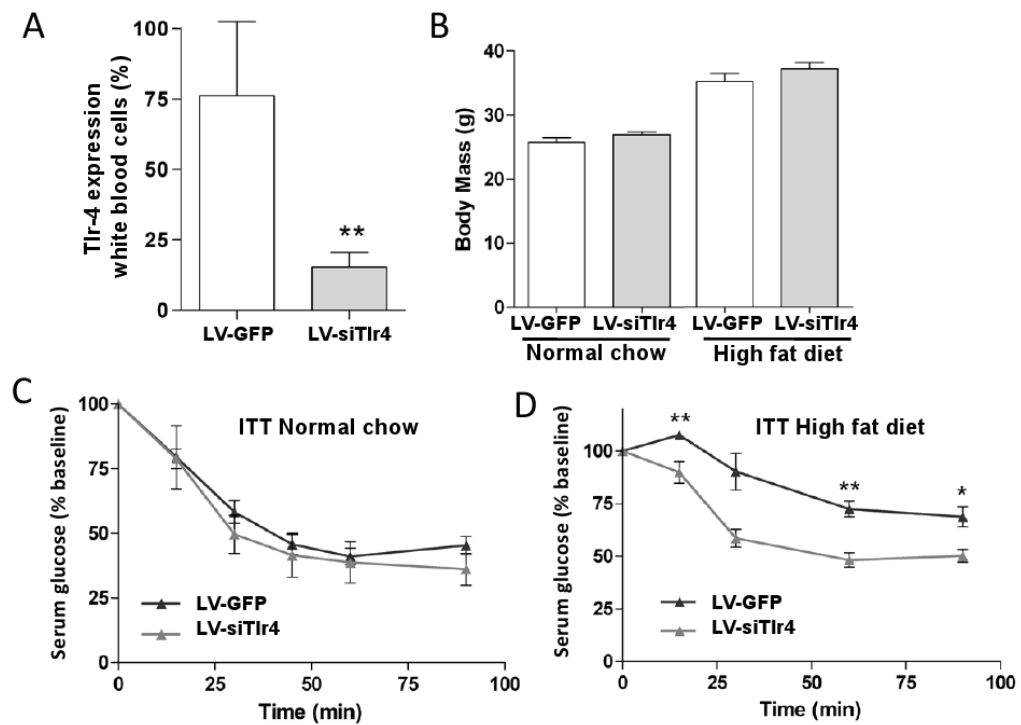 A
Tlr-4 expression
white blood cells (%)
100
75
50
25
0
**
LV-GFP
LV-siTlr4
B
Body Mass (g)
40
30
20
10
0
LV-GFP
LV-siTlr4
LV-GFP
LV-siTlr4
Normal chow
High fat diet
C
ITT Normal chow
Serum glucose (% baseline)
100
75
50
25
0
LV-GFP
LV-siTlr4
0
25
50
75
100
Time (min)
D
ITT High fat diet
Serum glucose (% baseline)
100
75
50
25
0
**
**
*
LV-GFP
LV-siTlr4
0
25
50
75
100
Time (min)